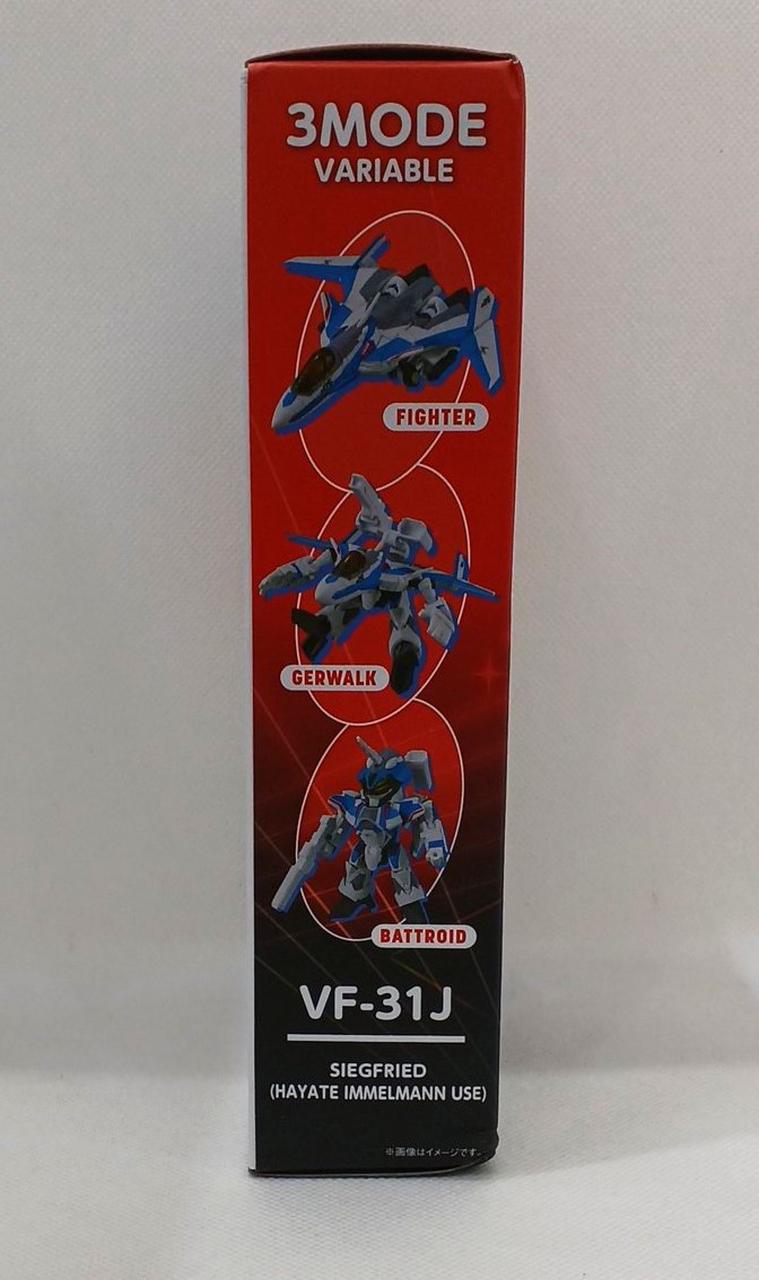 3MODE
VARIABLE
FIGHTER
GERWALK
BATTROID
VF-31J
SIEGFRIED
(HAYATE IMMELMANN USE)
※画像はイメージです。